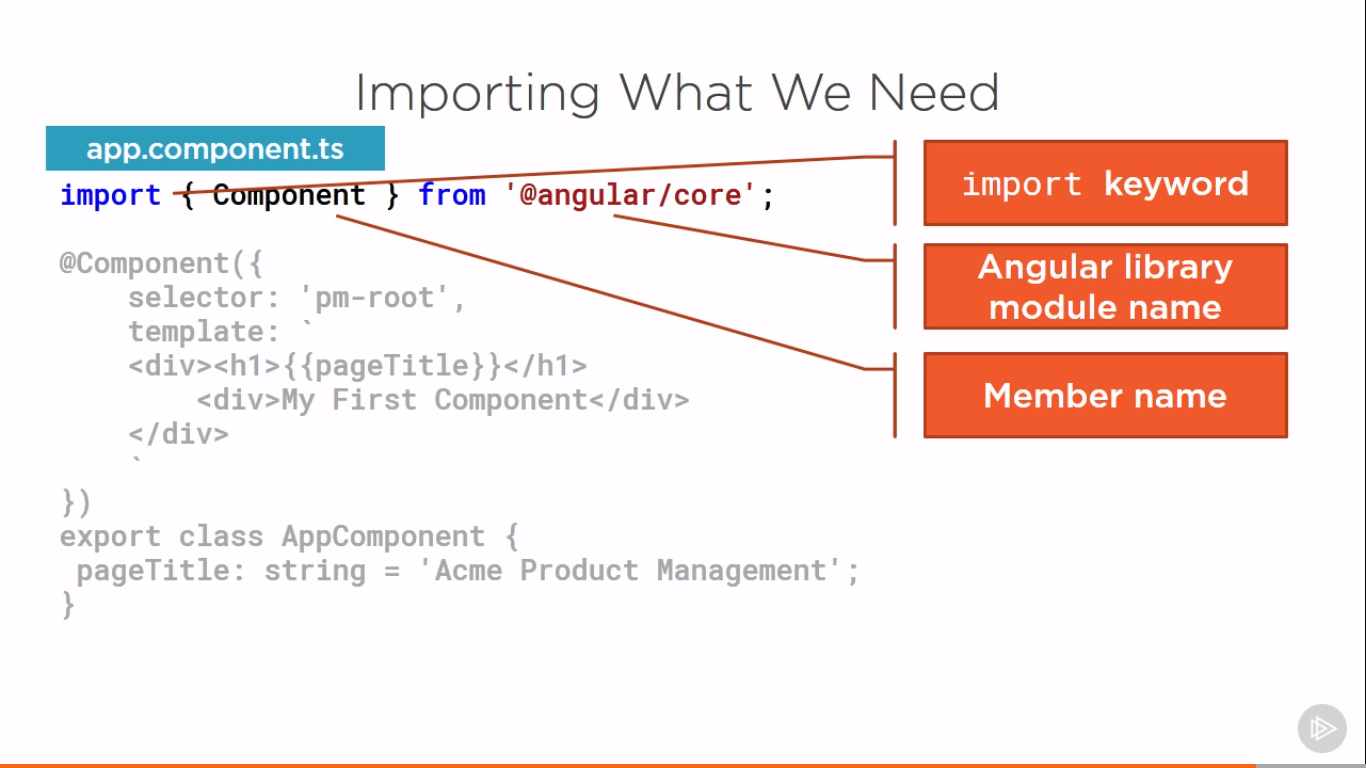 Importing What We Need
app.component.ts
import { Component } from '@angular/core';
@Component({
    selector: 'pm-root',
    template: `
    <div><h1>{{pageTitle}}</h1>
        <div>My First Component</div>
    </div>
    `
})
export class AppComponent {
 pageTitle: string = 'Acme Product Management';
}
import keyword
Angular library
module name
Member name